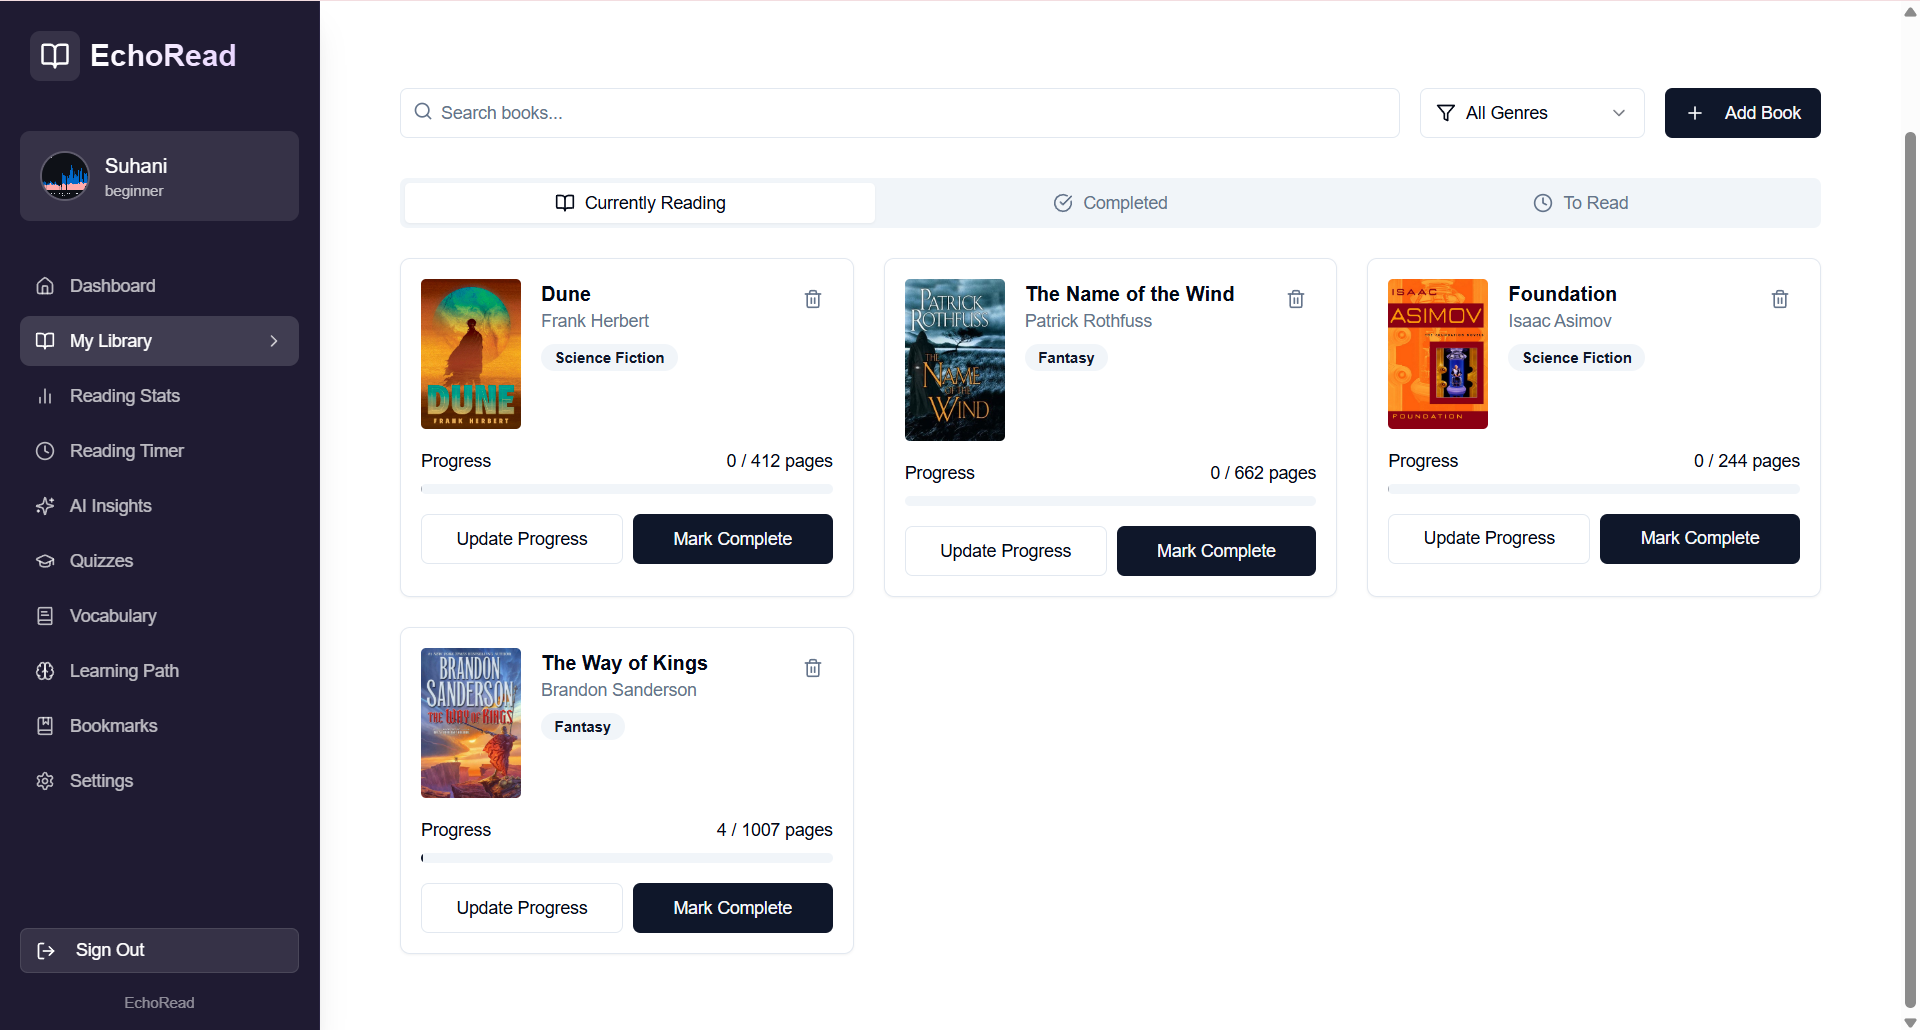 EchoRead
Suhani
beginner
Dashboard
My Library
Reading Stats
Reading Timer
AI Insights
Quizzes
Vocabulary
Learning Path
Bookmarks
Settings
Sign Out
EchoRead
Search books...
All Genres
Add Book
Currently Reading
Completed
To Read
DUNE
FRANK HERBERT
Dune
Frank Herbert
Science Fiction
Progress
0 / 412 pages
Update Progress
Mark Complete
PATRICK
ROTHFUSS
THE
NAME
OF THE
WIND
The Name of the Wind
Patrick Rothfuss
Fantasy
Progress
0 / 662 pages
Update Progress
Mark Complete
ISAAC
ASIMOV
FOUNDATION
Foundation
Isaac Asimov
Science Fiction
Progress
0 / 244 pages
Update Progress
Mark Complete
BRANDON
SANDERSON
THE WAY OF KINGS
The Way of Kings
Brandon Sanderson
Fantasy
Progress
4 / 1007 pages
Update Progress
Mark Complete